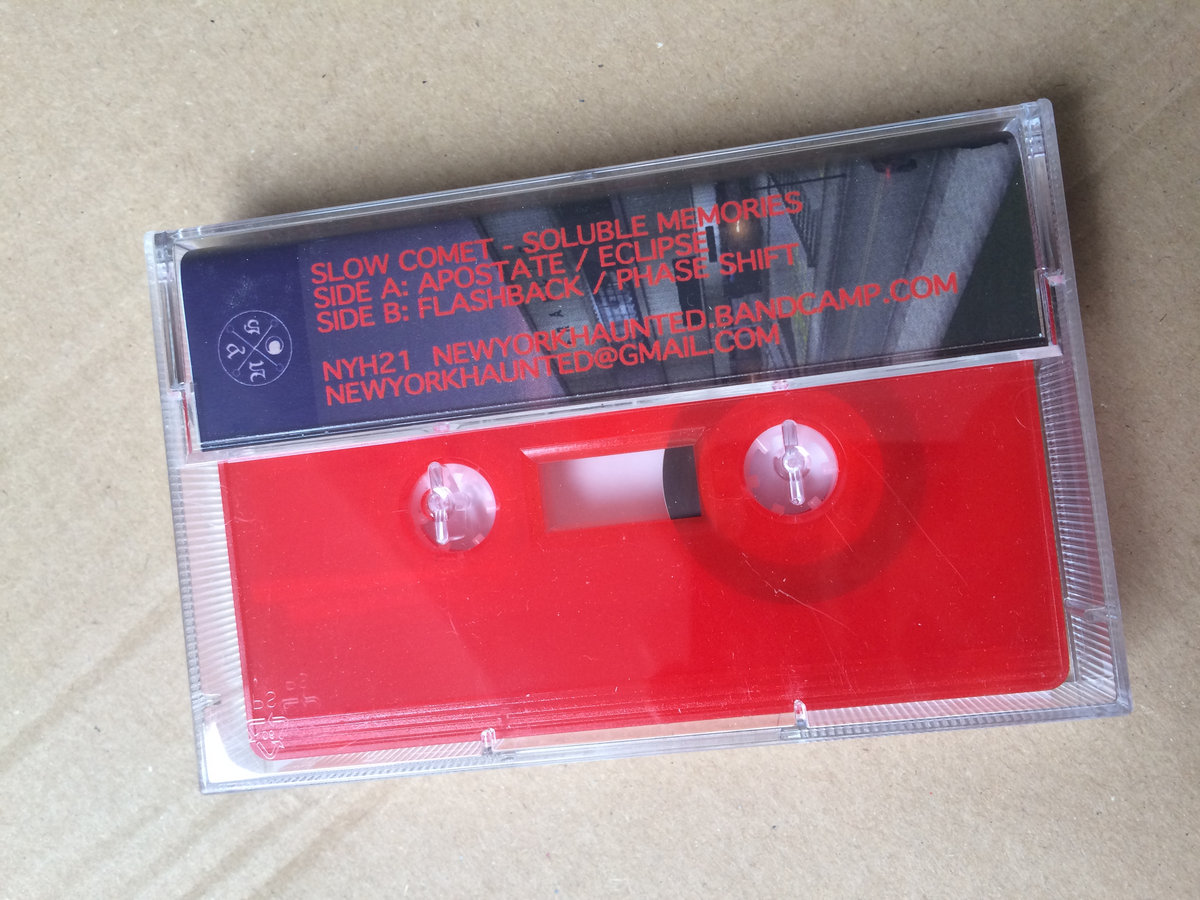 SLOW COMET - SOLUBLE MEMORIES
SIDE A: APOSTATE / ECLIPSE
SIDE B: FLASHBACK / PHASE SHIFT
NYH21 NEWYORKHAUNTED.BANDCAMP.COM
NEWYORKHAUNTED@GMAIL.COM